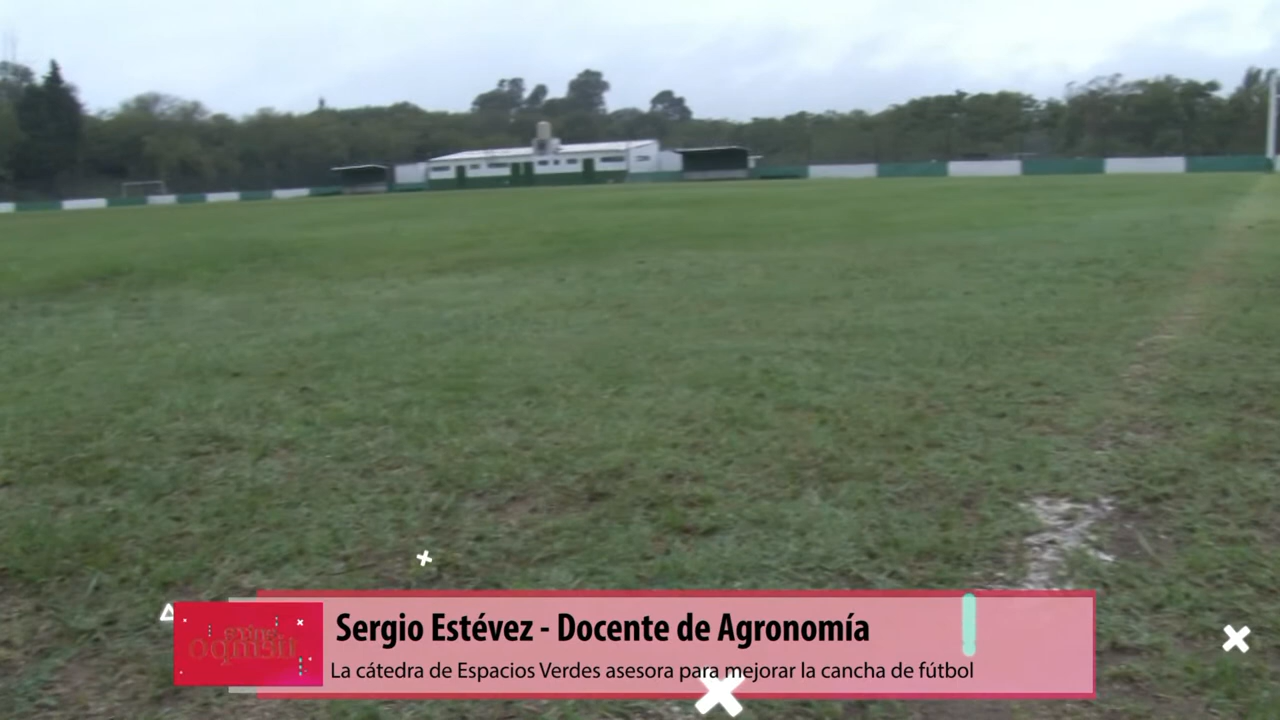 Sergio Estévez - Docente de Agronomía
La cátedra de Espacios Verdes asesora para mejorar la cancha de fútbol